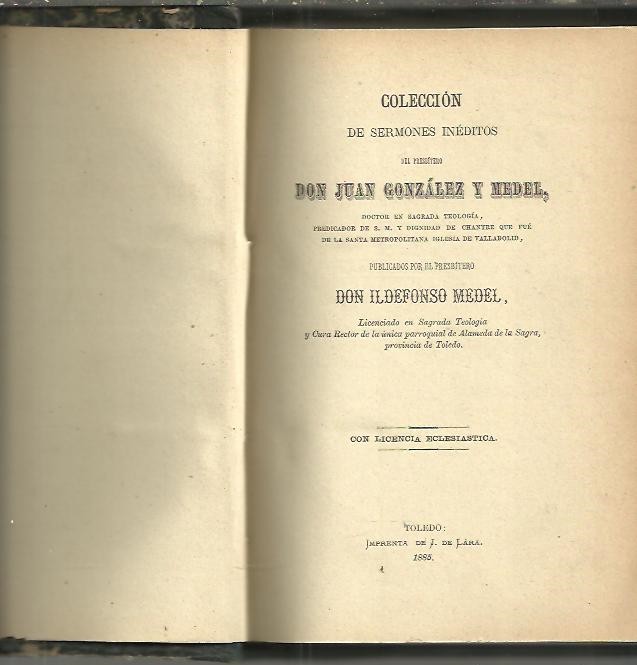 COLECCIÓN
DE SERMONES INÉDITOS
DEL PRESBÍTERO
DON JUAN GONZÁLEZ Y MEDEL,
DOCTOR EN SAGRADA TEOLOGÍA,
PREDICADOR DE S. M. Y DIGNIDAD DE CHANTRE QUE FUÉ
DE LA SANTA METROPOLITANA IGLESIA DE VALLADOLID,
PUBLICADOS POR EL PRESBÍTERO
DON ILDEFONSO MEDEL,
Licenciado en Sagrada Teología
y Cura Rector de la única parroquial de Alameda de la Sagra,
provincia de Toledo.
CON LICENCIA ECLESIASTICA.
TOLEDO:
IMPRENTA DE J. DE LARA.
1885.